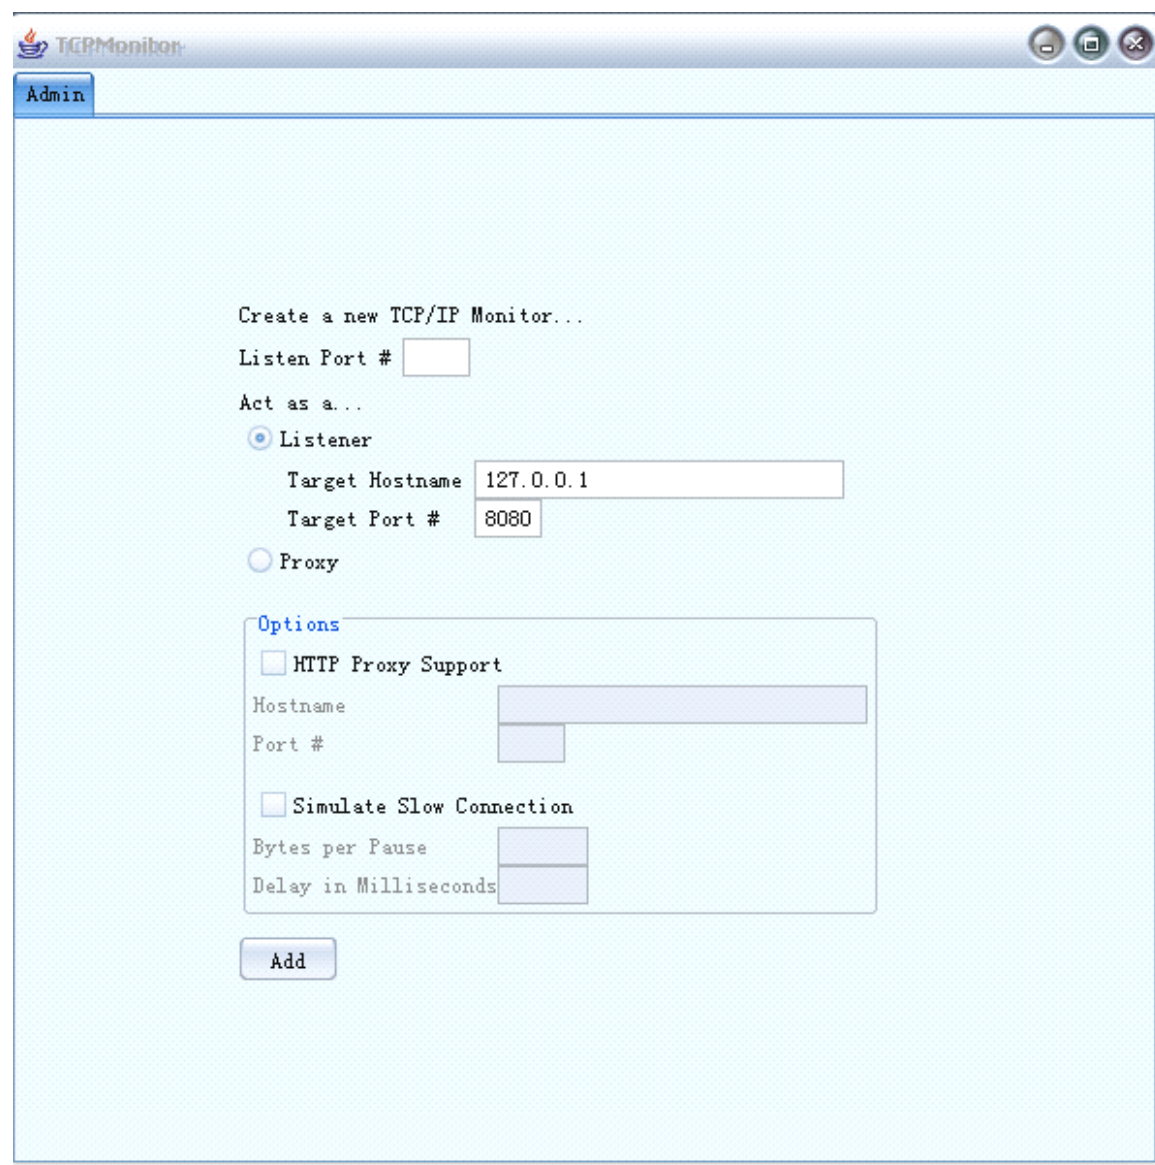 TCPMonitor
Admin
Create a new TCP/IP Monitor...
Listen Port #
Act as a...
Listener
Target Hostname 127.0.0.1
Target Port # 8080
Proxy
Options
HTTP Proxy Support
Hostname
Port #
Simulate Slow Connection
Bytes per Pause
Delay in Milliseconds
Add